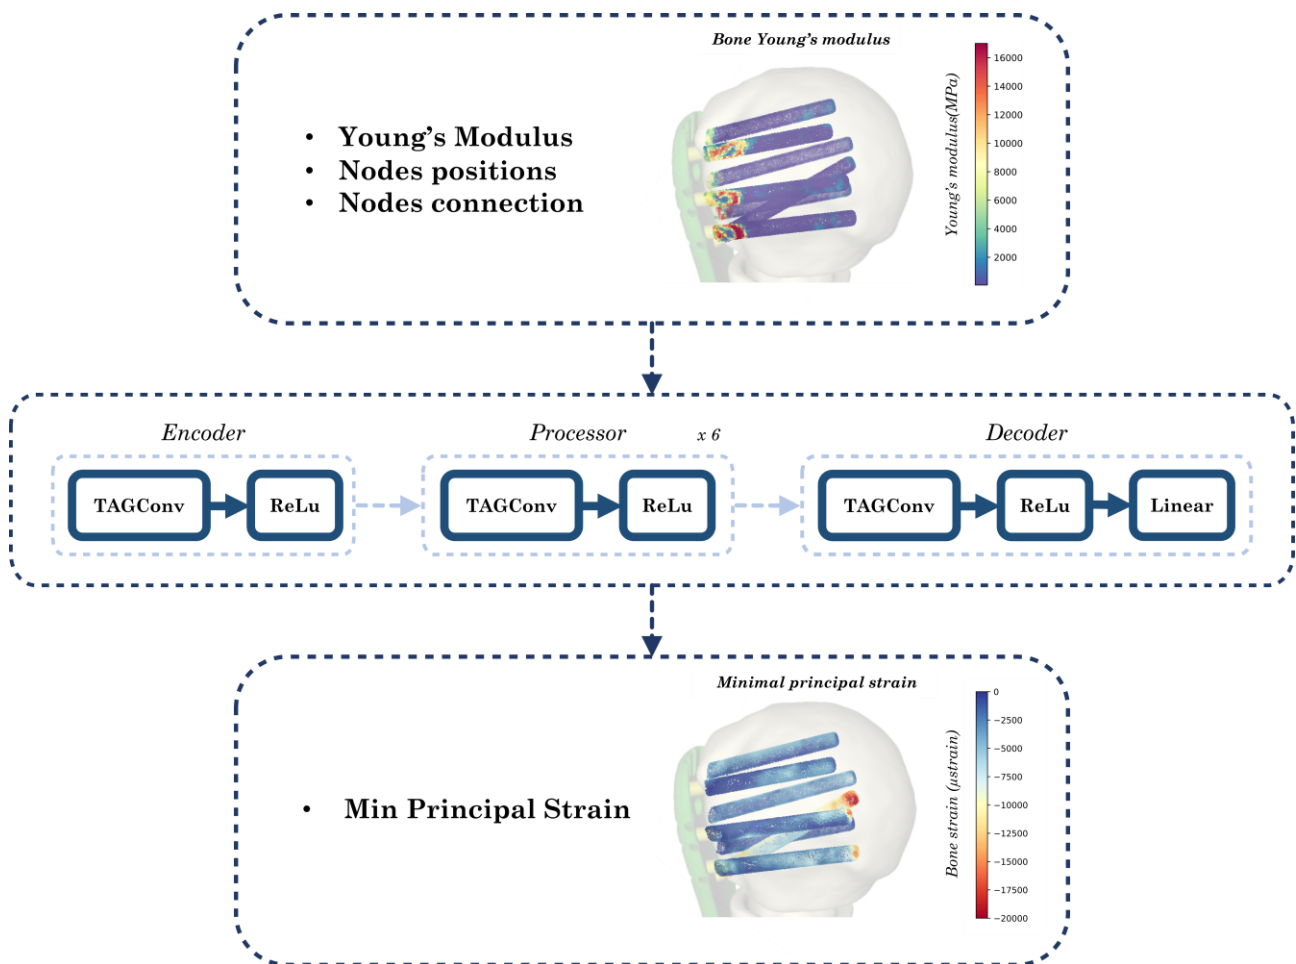 Bone Young's modulus
• Young's Modulus
• Nodes positions
• Nodes connection
Young's modulus(MPa)
16000
14000
12000
10000
8000
6000
4000
2000
Encoder
Processor x 6
Decoder
TAGConv ReLu
TAGConv ReLu
TAGConv ReLu Linear
Minimal principal strain
• Min Principal Strain
Bone strain (μstrain)
0
−2500
−5000
−7500
−10000
−12500
−15000
−17500
−20000